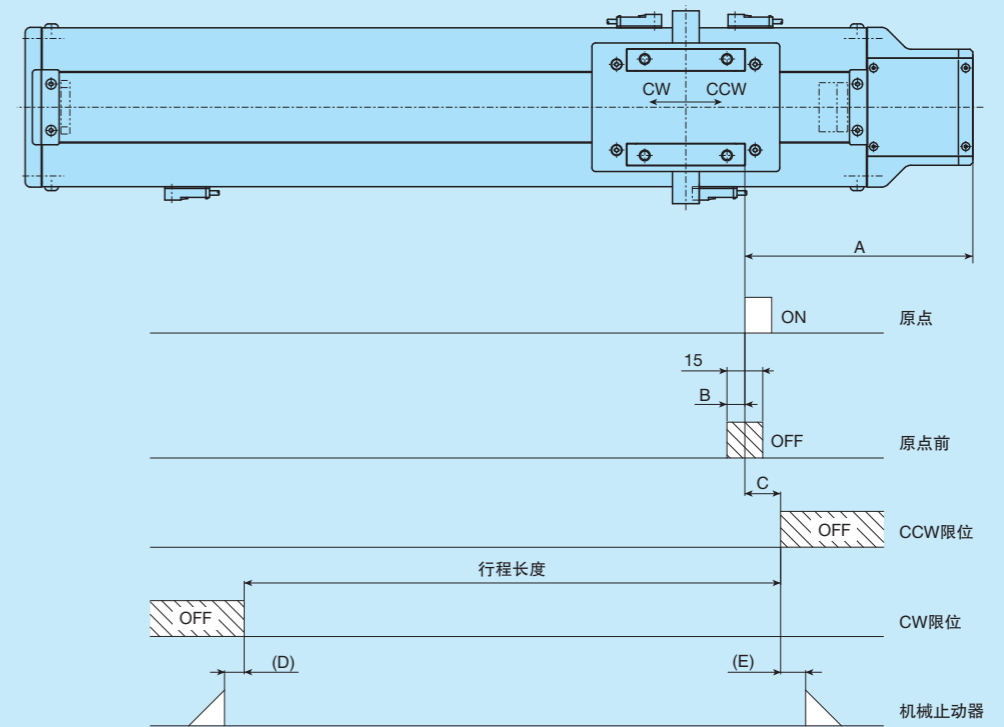 CW CCW
A
ON 原点
15
B
OFF 原点前
C
OFF CCW限位
行程长度
OFF CW限位
(D) (E)
机械止动器